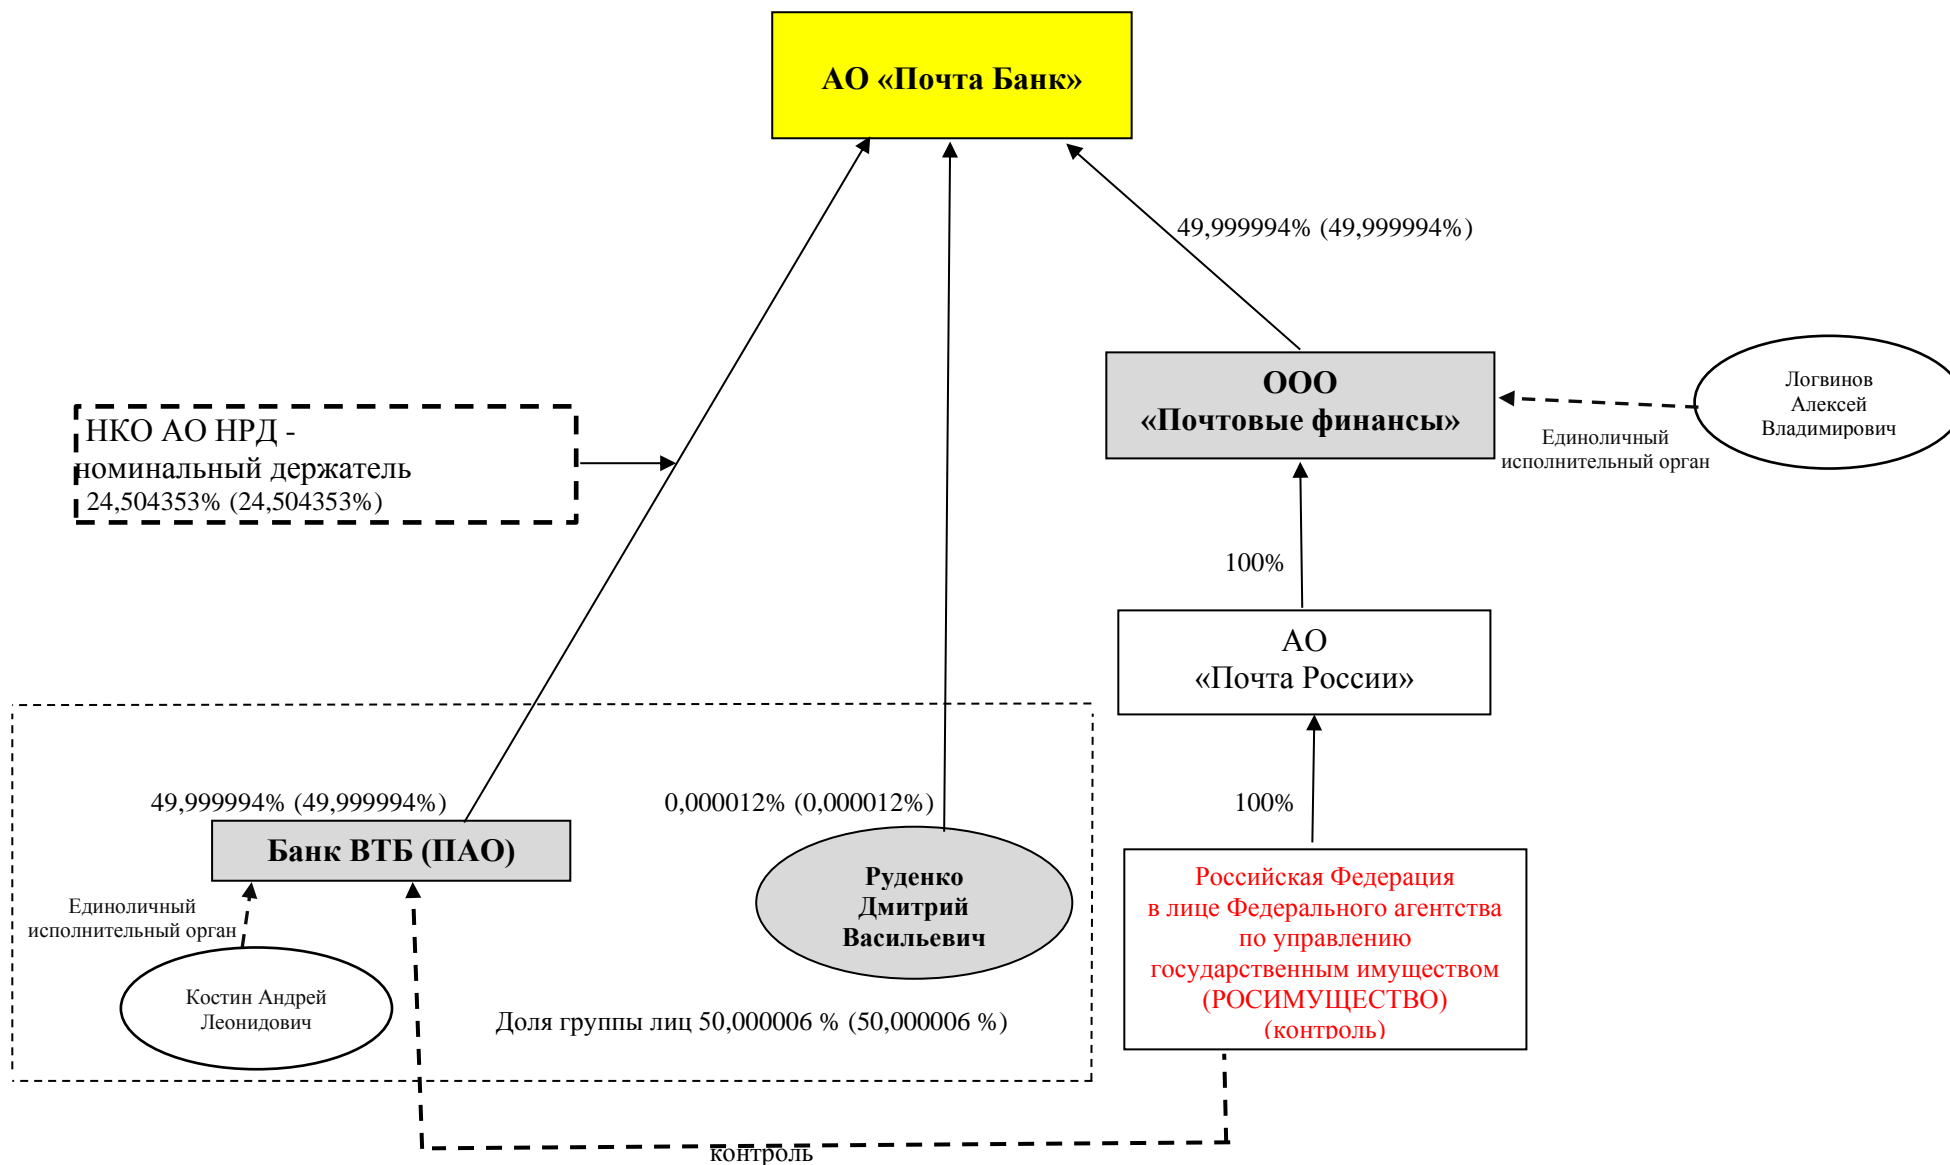 АО «Почта Банк»
49,999994% (49,999994%)
ООО
«Почтовые финансы»
Логвинов
Алексей
Владимирович
Единоличный
исполнительный орган
НКО АО НРД -
номинальный держатель
24,504353% (24,504353%)
100%
АО
«Почта России»
49,999994% (49,999994%)
0,000012% (0,000012%)
100%
Банк ВТБ (ПАО)
Руденко
Дмитрий
Васильевич
Российская Федерация
в лице Федерального агентства
по управлению
государственным имуществом
(РОСИМУЩЕСТВО)
(контроль)
Единоличный
исполнительный орган
Костин Андрей
Леонидович
Доля группы лиц 50,000006 % (50,000006 %)
контроль